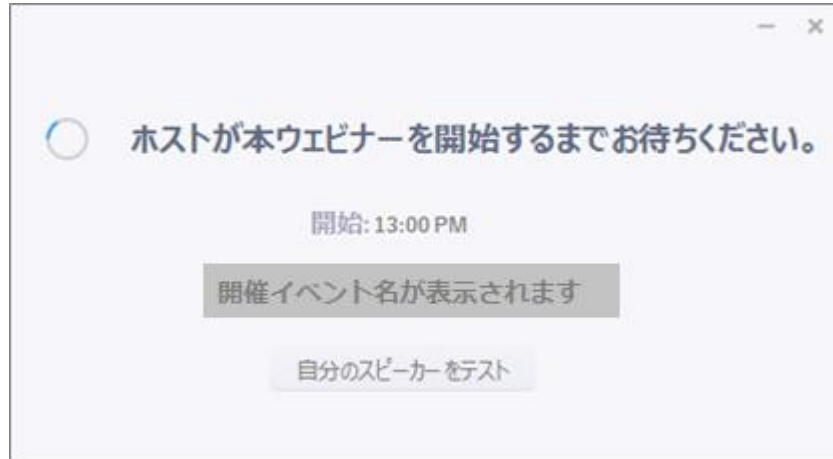 ホストが本ウェビナーを開始するまでお待ちください。
開始: 13:00 PM
開催イベント名が表示されます
自分のスピーカーをテスト